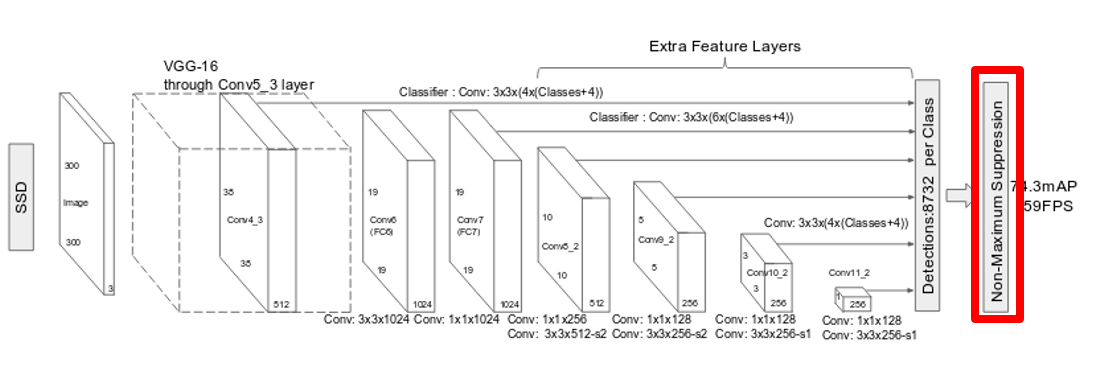 Extra Feature Layers
VGG-16
through Conv5_3 layer
Classifier : Conv: 3x3x(4x(Classes+4))
Classifier : Conv: 3x3x(6x(Classes+4))
SSD
300
Image
300
3
38
Conv4_3
38
512
19
Conv6
(FC6)
19
1024
19
Conv7
(FC7)
19
1024
10
Conv8_2
10
512
5
Conv9_2
5
256
Conv: 3x3x(4x(Classes+4))
3
Conv10_2
3
256
Conv11_2
1
256
Detections:8732 per Class
Non-Maximum Suppression
74.3mAP
59FPS
Conv: 3x3x1024
Conv: 1x1x1024
Conv: 1x1x256
Conv: 3x3x512-s2
Conv: 1x1x128
Conv: 3x3x256-s2
Conv: 1x1x128
Conv: 3x3x256-s1
Conv: 1x1x128
Conv: 3x3x256-s1